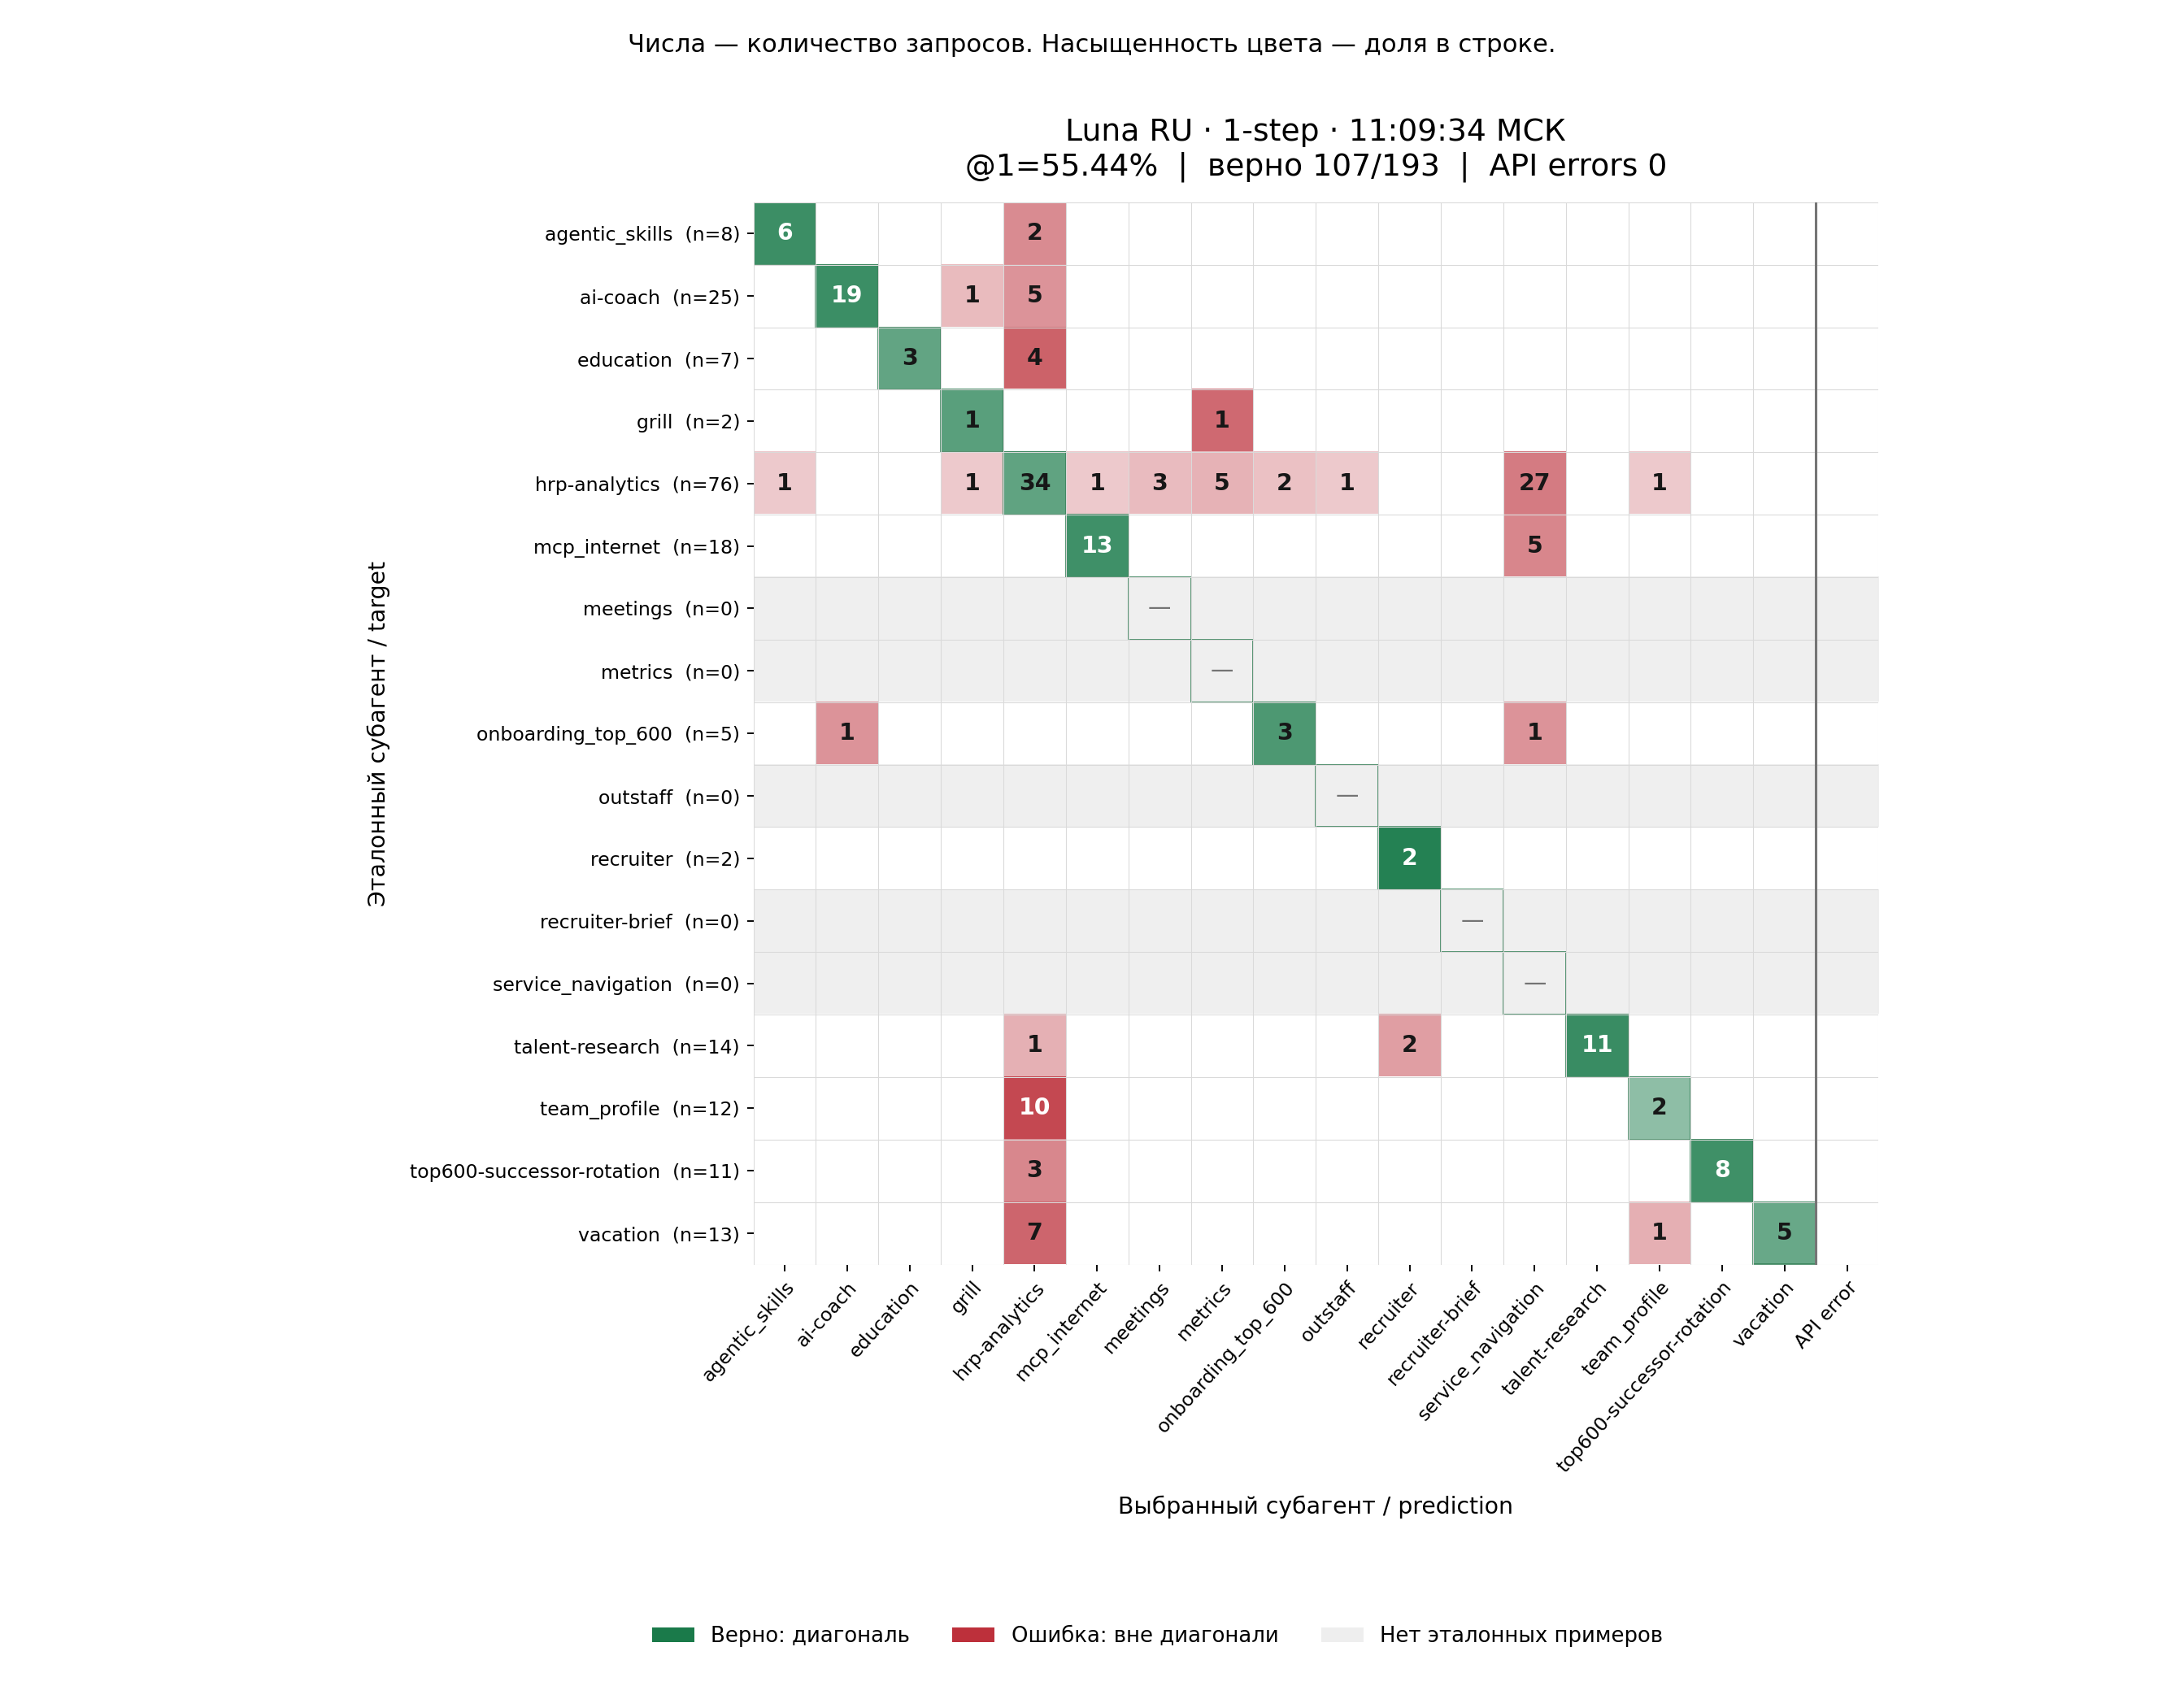 Числа — количество запросов. Насыщенность цвета — доля в строке.
Luna RU · 1-step · 11:09:34 МСК
@1=55.44% | верно 107/193 | API errors 0
Эталонный субагент / target
agentic_skills (n=8) 6 2
ai-coach (n=25) 19 1 5
education (n=7) 3 4
grill (n=2) 1 1
hrp-analytics (n=76) 1 1 34 1 3 5 2 1 27 1
mcp_internet (n=18) 13 5
meetings (n=0) —
metrics (n=0) —
onboarding_top_600 (n=5) 1 3 1
outstaff (n=0) —
recruiter (n=2) 2
recruiter-brief (n=0) —
service_navigation (n=0) —
talent-research (n=14) 1 2 11
team_profile (n=12) 10 2
top600-successor-rotation (n=11) 3 8
vacation (n=13) 7 1 5
agentic_skills
ai-coach
education
grill
hrp-analytics
mcp_internet
meetings
metrics
onboarding_top_600
outstaff
recruiter
recruiter-brief
service_navigation
talent-research
team_profile
top600-successor-rotation
vacation
API error
Выбранный субагент / prediction
Верно: диагональ
Ошибка: вне диагонали
Нет эталонных примеров